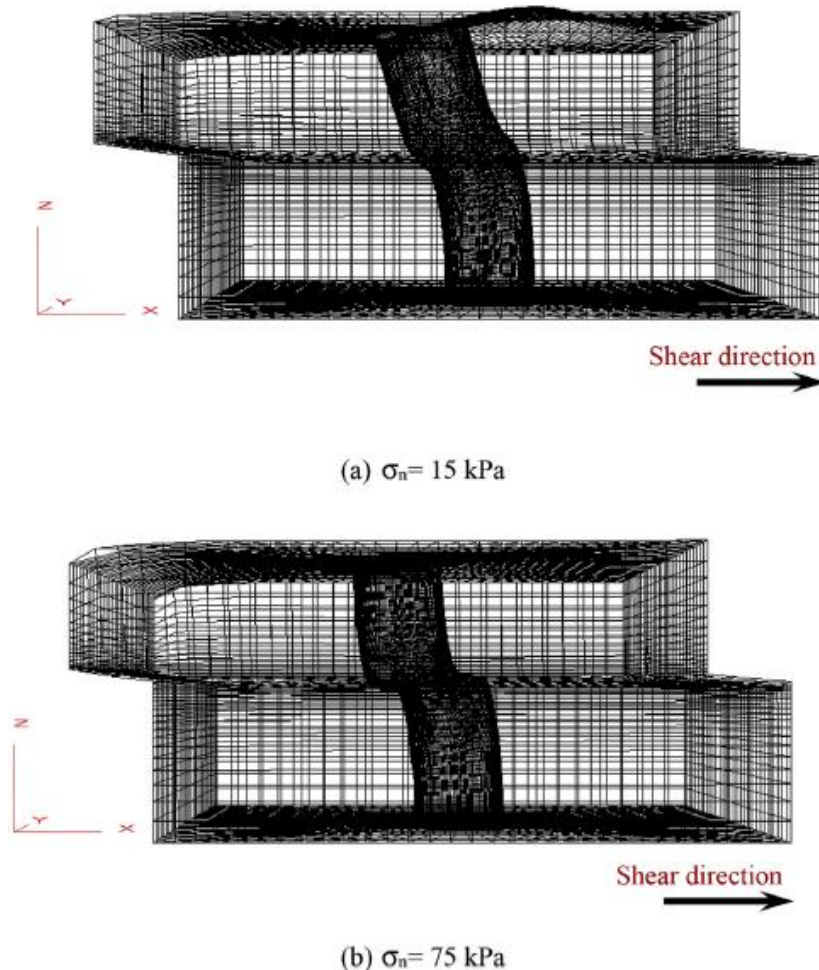 Z
Y
X
Shear direction
(a) σₙ= 15 kPa
Z
Y
X
Shear direction
(b) σₙ= 75 kPa